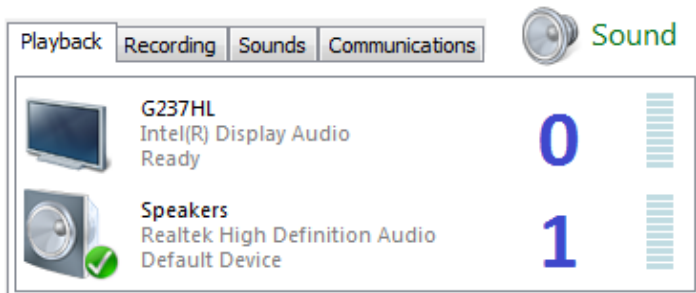 Sound
Playback Recording Sounds Communications
G237HL
Intel(R) Display Audio
Ready
0
Speakers
Realtek High Definition Audio
Default Device
1